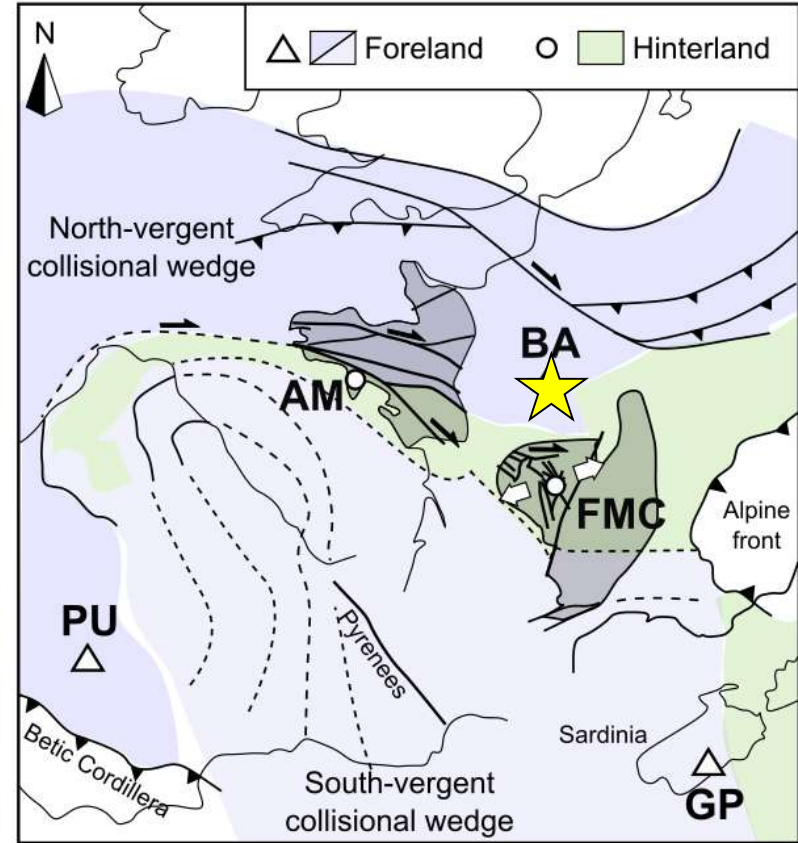 N
Foreland
Hinterland
North-vergent
collisional wedge
BA
AM
FMC
Alpine
front
PU
Pyrenees
Betic Cordillera
Sardinia
GP
South-vergent
collisional wedge